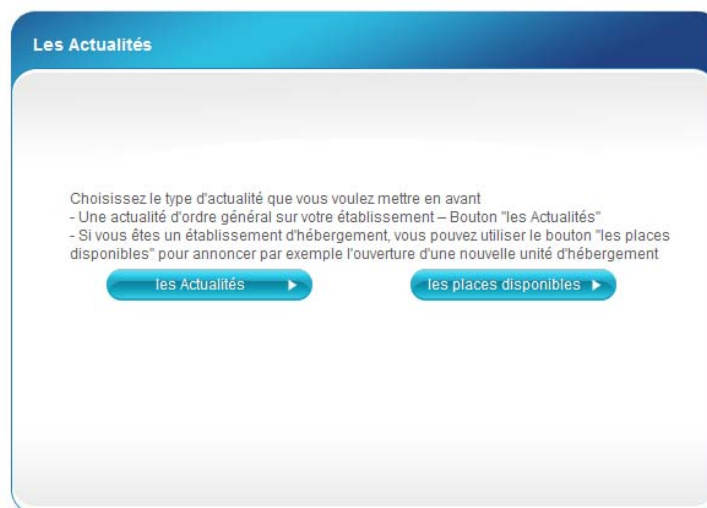 Les Actualités
Choisissez le type d'actualité que vous voulez mettre en avant
- Une actualité d'ordre général sur votre établissement – Bouton "les Actualités"
- Si vous êtes un établissement d'hébergement, vous pouvez utiliser le bouton "les places
disponibles" pour annoncer par exemple l'ouverture d'une nouvelle unité d'hébergement
les Actualités
les places disponibles